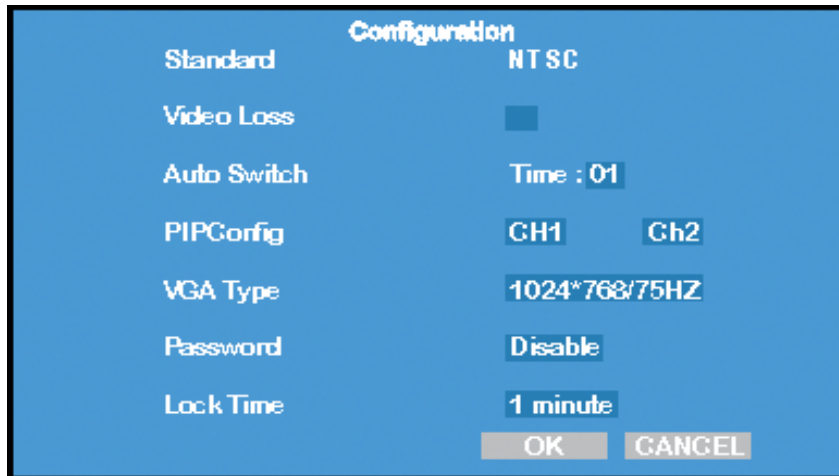 Configuration
Standard NTSC
Video Loss
Auto Switch Time : 01
PIPConfig CH1 Ch2
VGA Type 1024*768/75HZ
Password Disable
Lock Time 1 minute
OK CANCEL